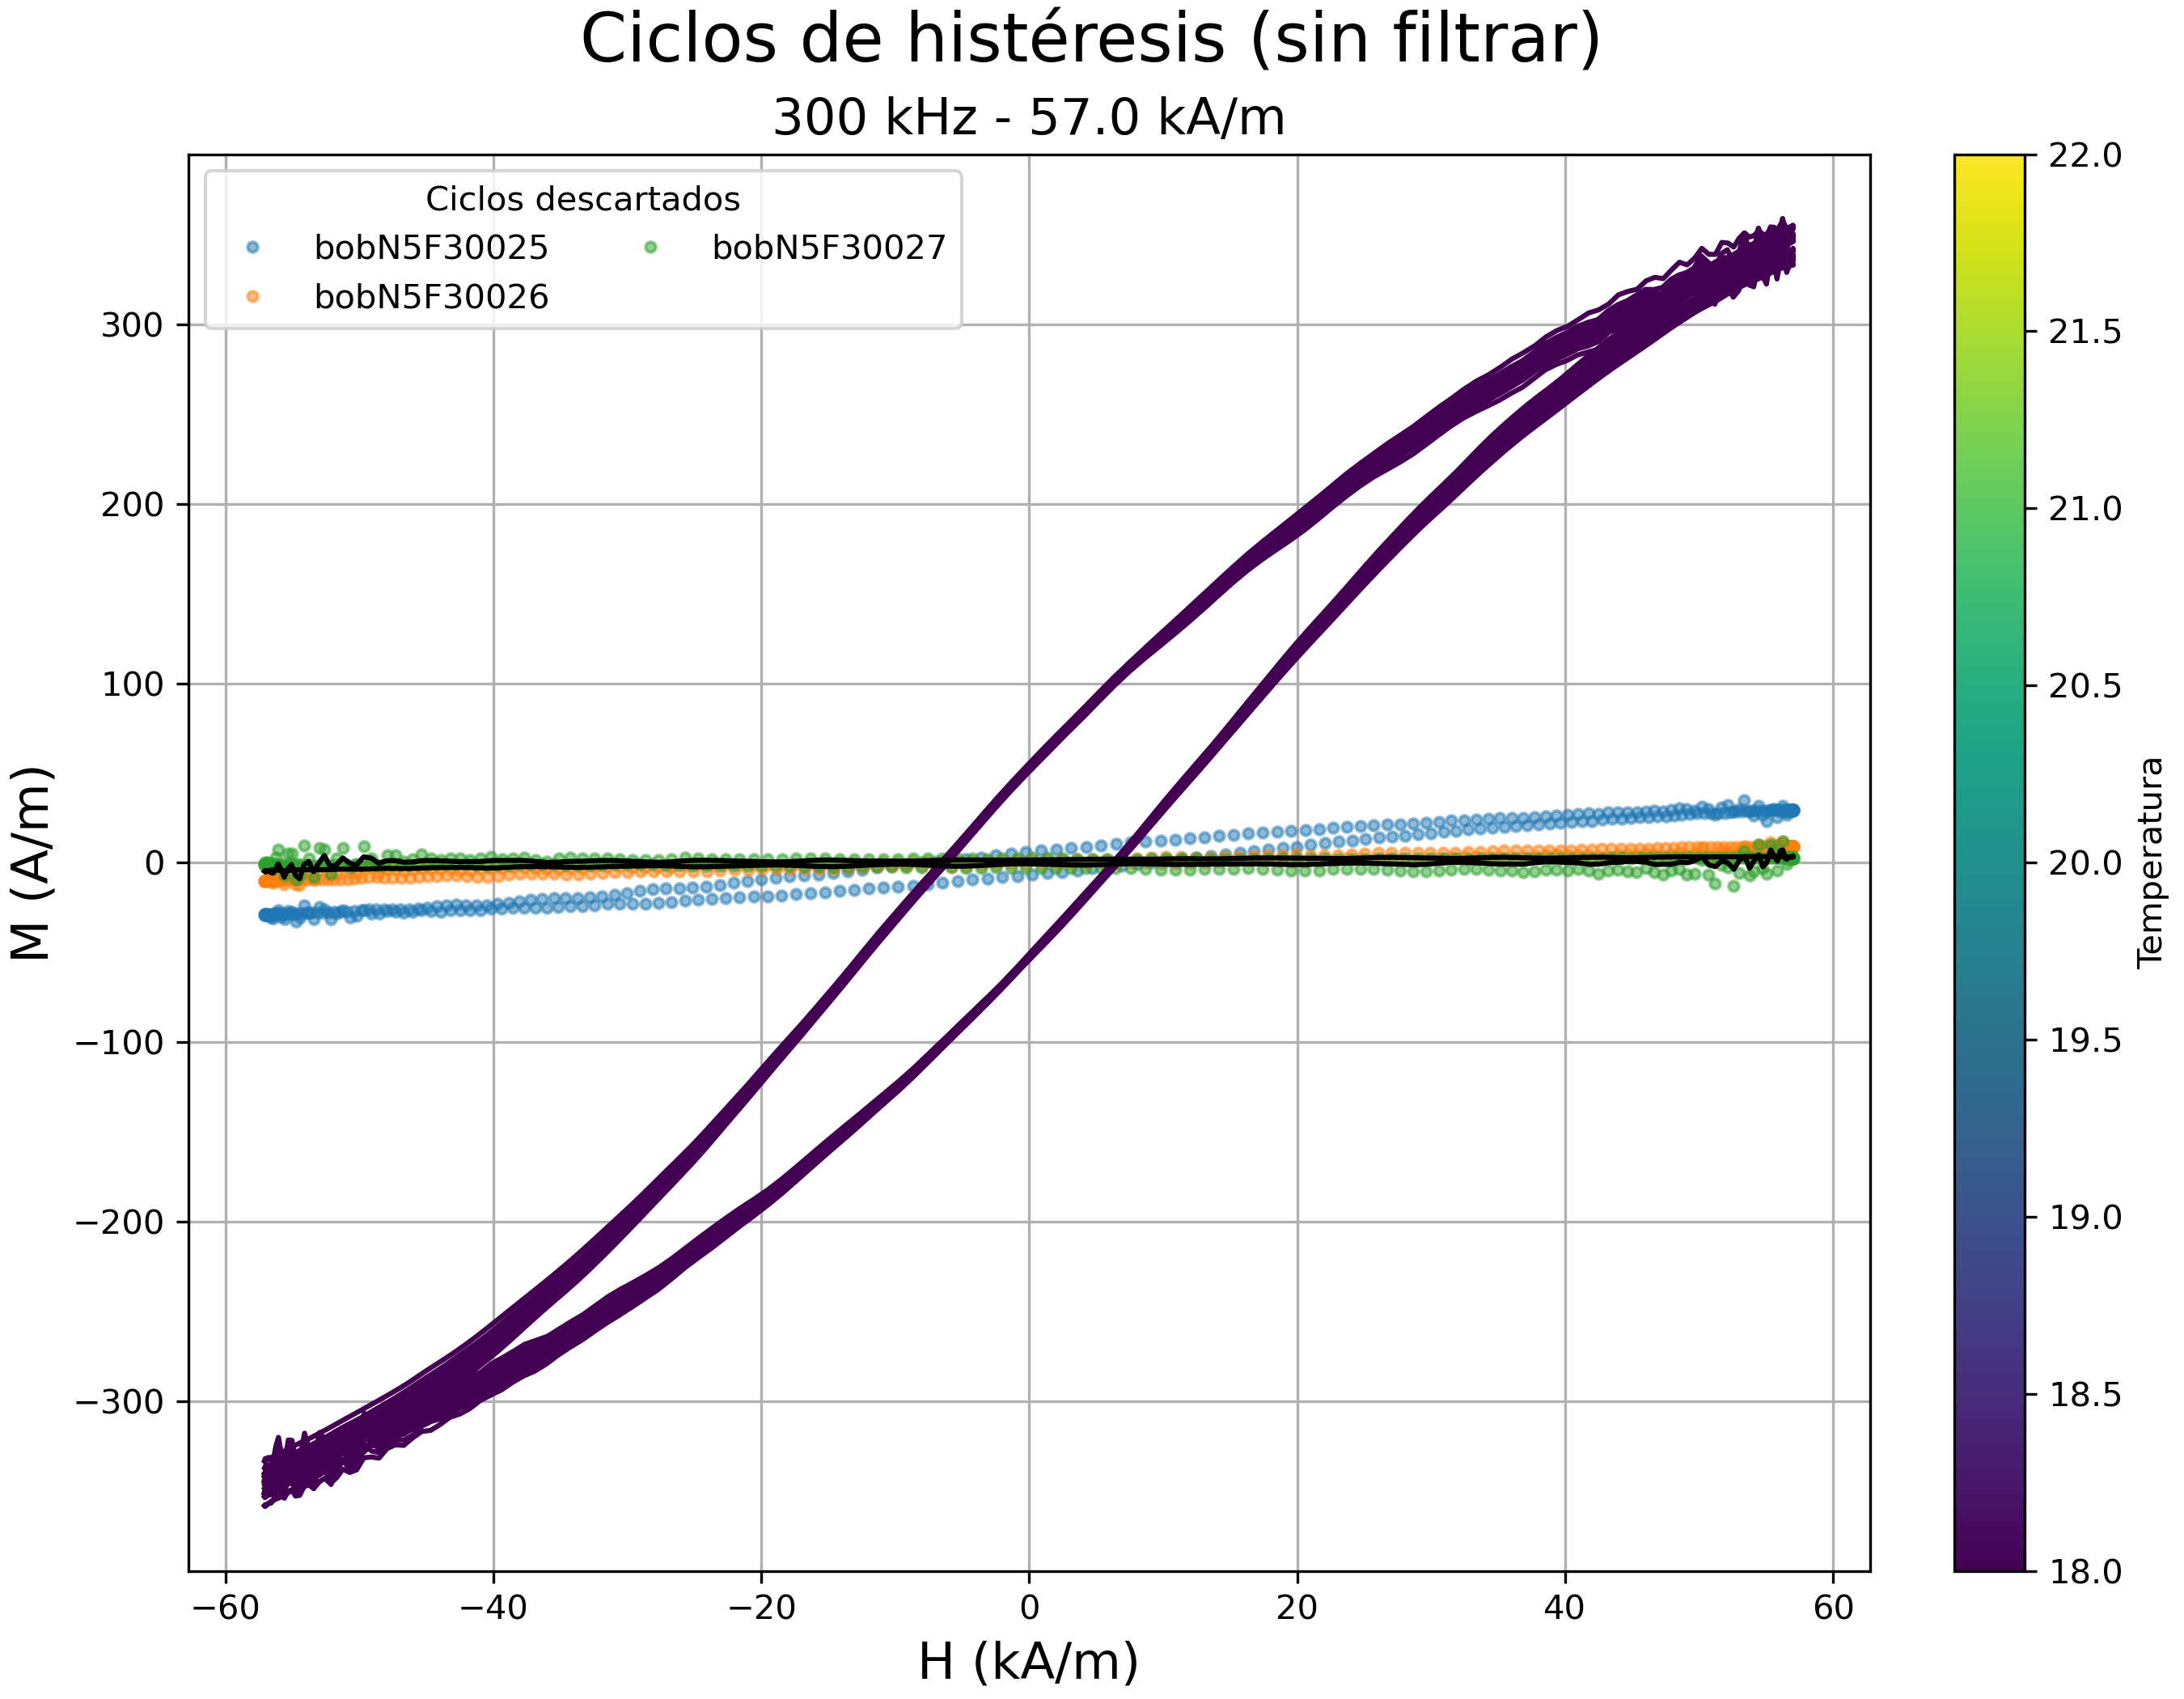 Ciclos de histéresis (sin filtrar)
300 kHz - 57.0 kA/m
Ciclos descartados
bobN5F30025
bobN5F30026
bobN5F30027
300
200
100
0
−100
−200
−300
M (A/m)
−60
−40
−20
0
20
40
60
H (kA/m)
22.0
21.5
21.0
20.5
20.0
19.5
19.0
18.5
18.0
Temperatura